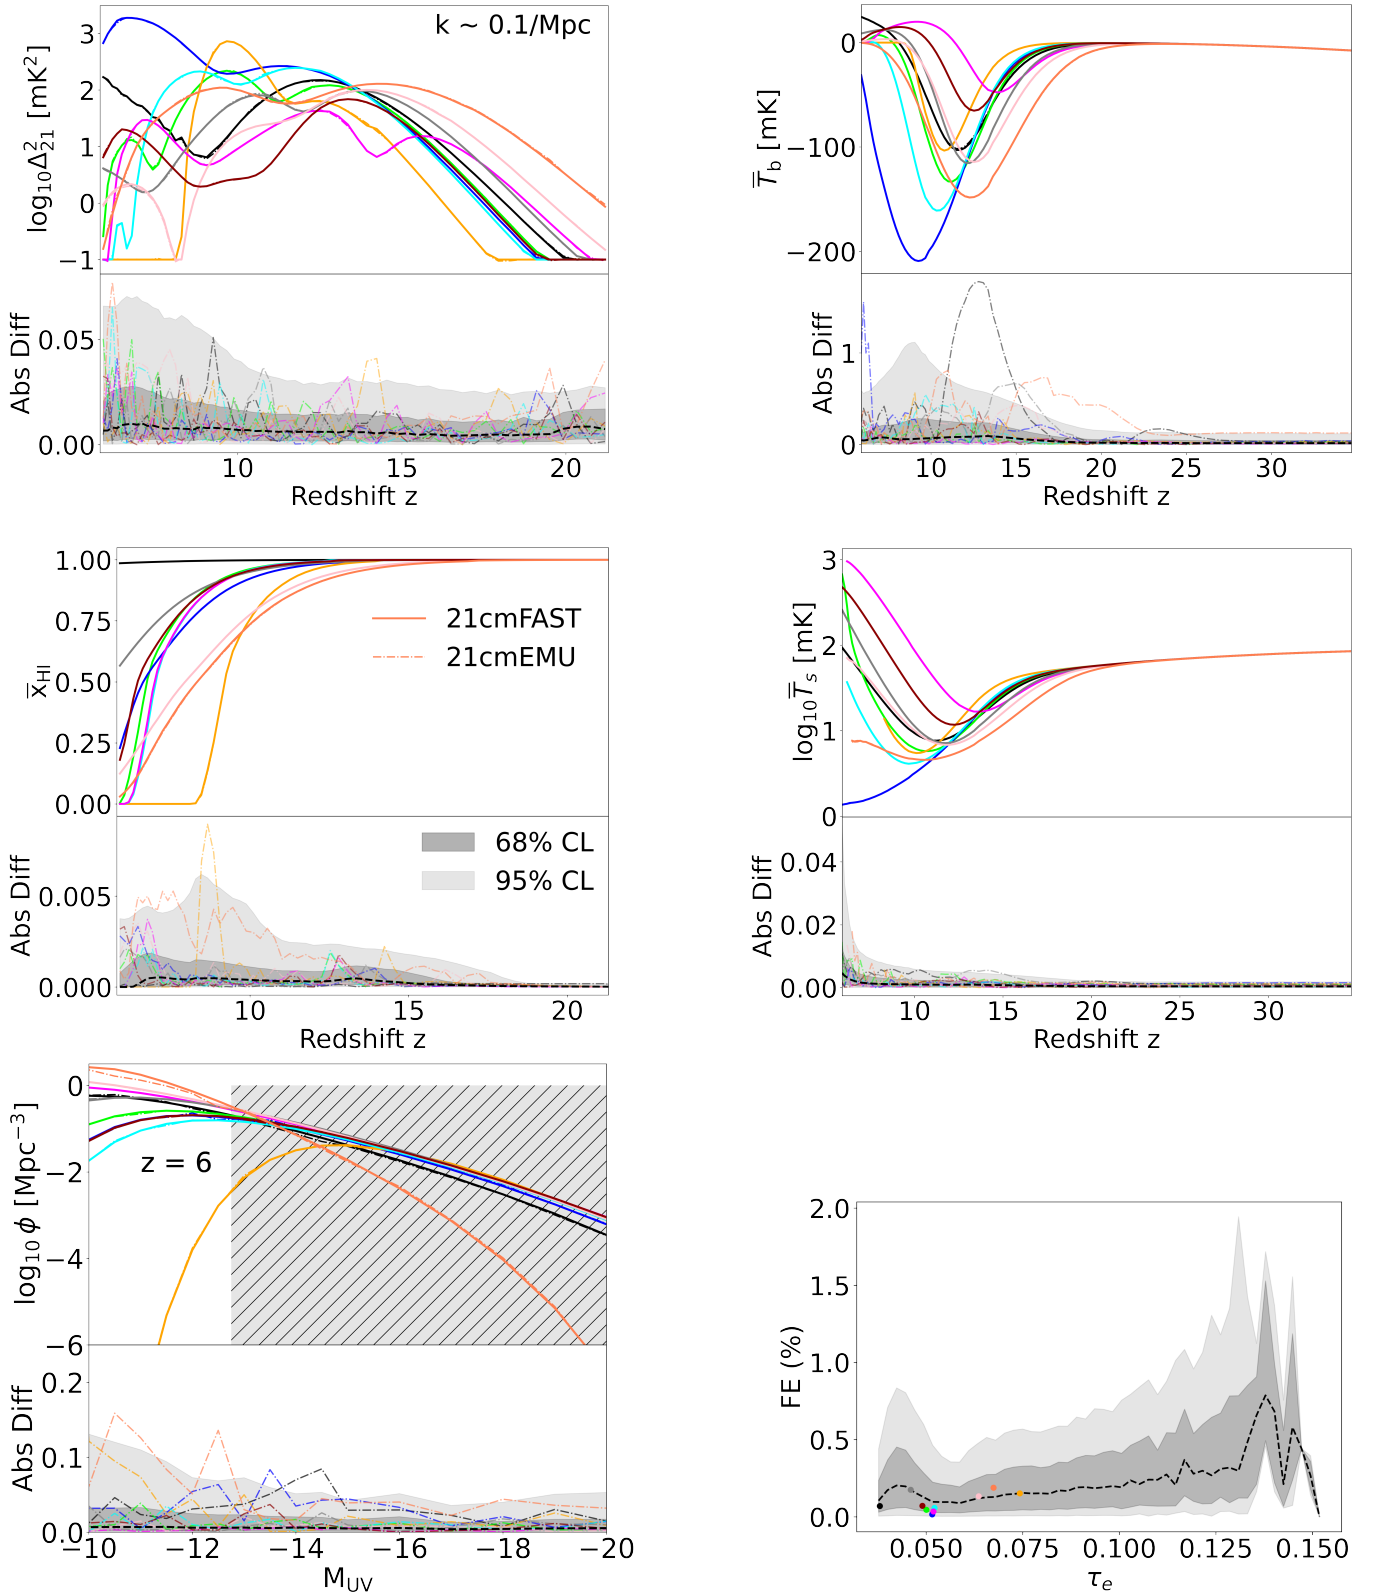 k ~ 0.1/Mpc
log₁₀Δ²₂₁ [mK²]
3
2
1
0
−1
Abs Diff
0.05
0.00
10
15
20
Redshift z
T̅_b [mK]
0
−100
−200
Abs Diff
1
0
10
15
20
25
30
Redshift z
x̅_HI
1.00
0.75
0.50
0.25
0.00
21cmFAST
21cmEMU
Abs Diff
0.005
0.000
68% CL
95% CL
10
15
20
Redshift z
log₁₀T̅_s [mK]
3
2
1
0
Abs Diff
0.04
0.02
0.00
10
15
20
25
30
Redshift z
log₁₀ϕ [Mpc⁻³]
0
−2
−4
−6
z = 6
Abs Diff
0.2
0.1
0.0
−10
−12
−14
−16
−18
−20
M_UV
FE (%)
2.0
1.5
1.0
0.5
0.0
0.050
0.075
0.100
0.125
0.150
τ_e